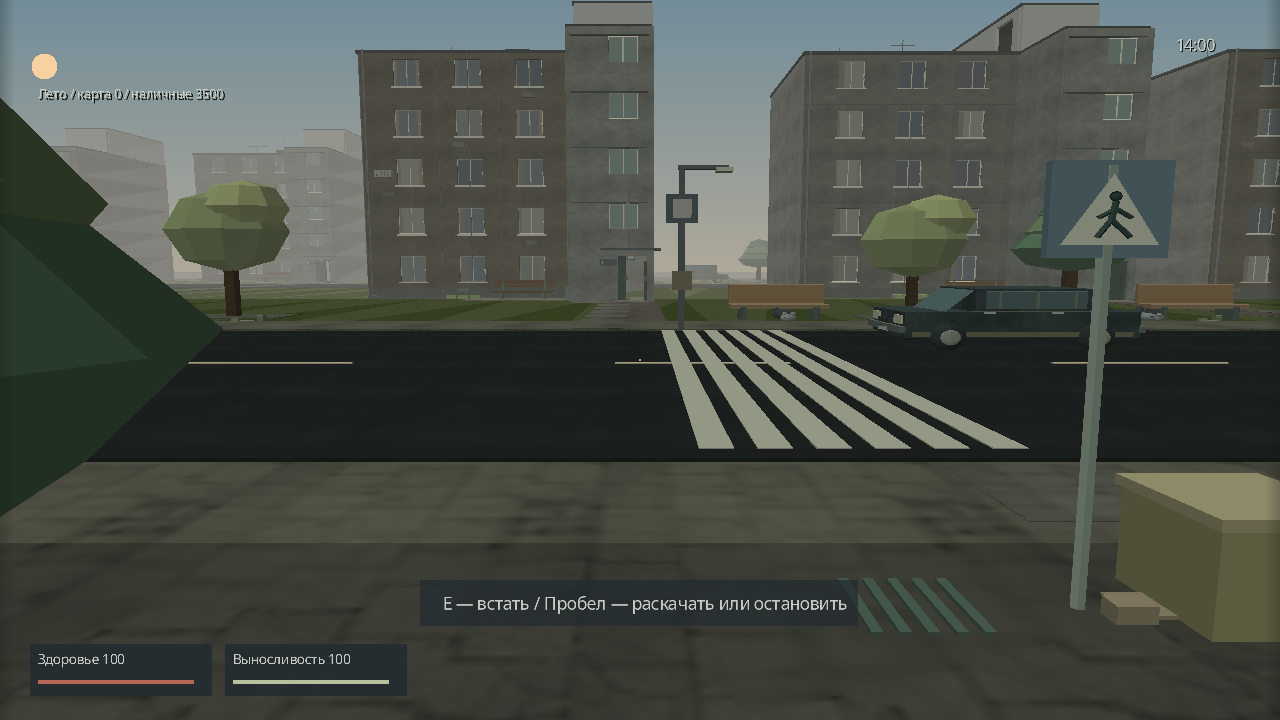 14:00
Лето / карта 0 / наличные 3500
E — встать / Пробел — раскачать или остановить
Здоровье 100
Выносливость 100